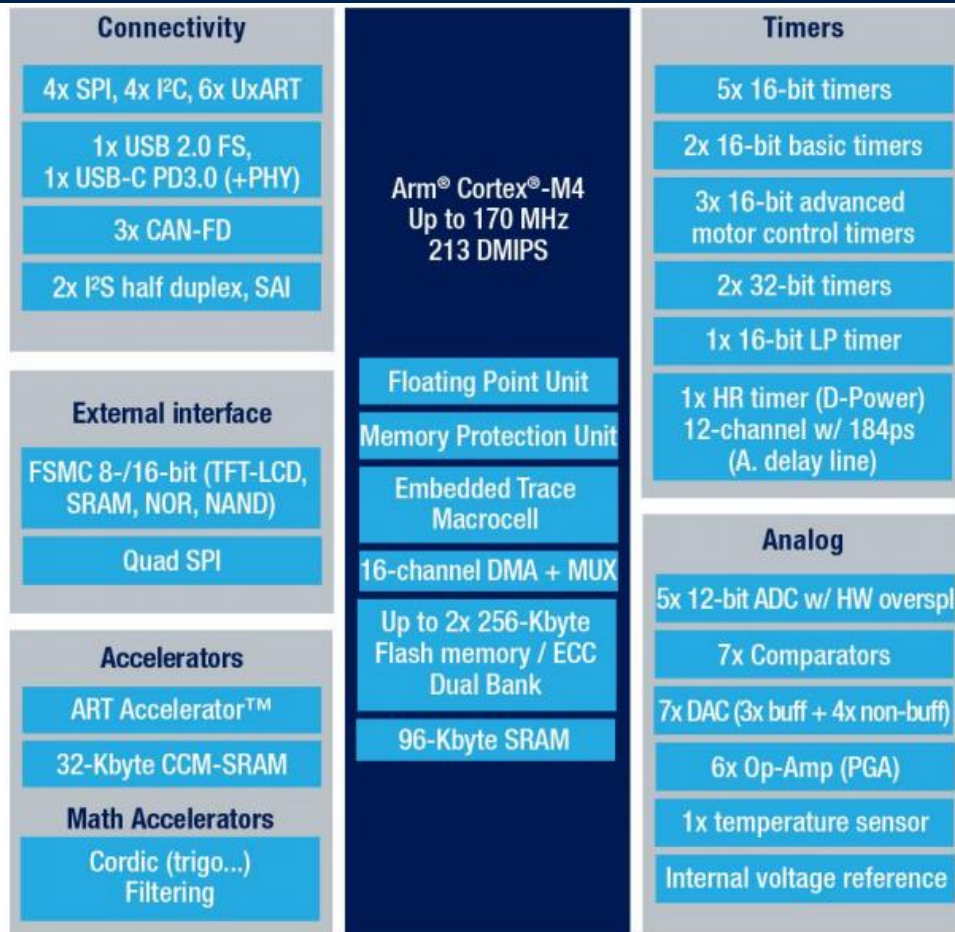 Connectivity
4x SPI, 4x I²C, 6x UxART
1x USB 2.0 FS,
1x USB-C PD3.0 (+PHY)
3x CAN-FD
2x I²S half duplex, SAI
External interface
FSMC 8-/16-bit (TFT-LCD,
SRAM, NOR, NAND)
Quad SPI
Accelerators
ART Accelerator™
32-Kbyte CCM-SRAM
Math Accelerators
Cordic (trigo...)
Filtering
Arm® Cortex®-M4
Up to 170 MHz
213 DMIPS
Floating Point Unit
Memory Protection Unit
Embedded Trace
Macrocell
16-channel DMA + MUX
Up to 2x 256-Kbyte
Flash memory / ECC
Dual Bank
96-Kbyte SRAM
Timers
5x 16-bit timers
2x 16-bit basic timers
3x 16-bit advanced
motor control timers
2x 32-bit timers
1x 16-bit LP timer
1x HR timer (D-Power)
12-channel w/ 184ps
(A. delay line)
Analog
5x 12-bit ADC w/ HW overspl
7x Comparators
7x DAC (3x buff + 4x non-buff)
6x Op-Amp (PGA)
1x temperature sensor
Internal voltage reference